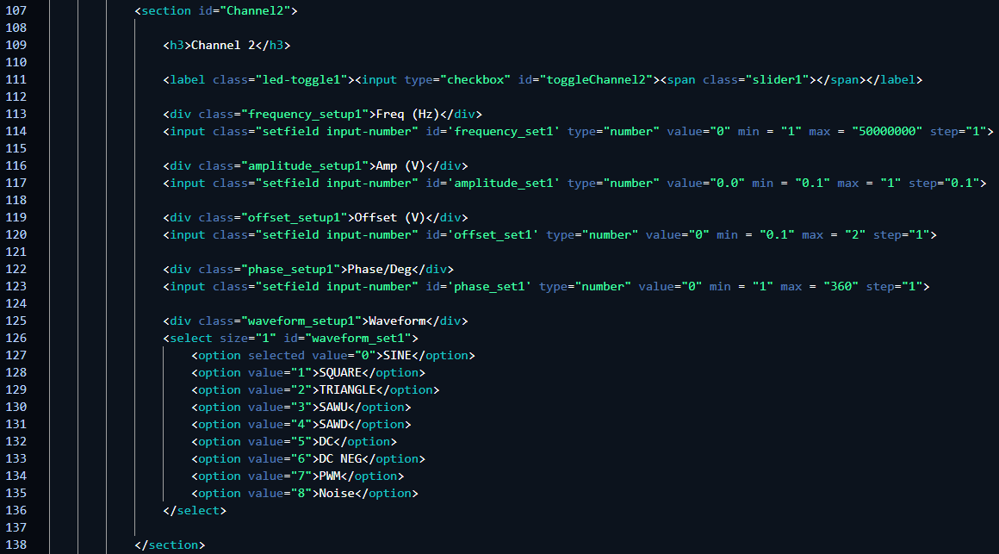 107 <section id="Channel2">
108
109 <h3>Channel 2</h3>
110
111 <label class="led-toggle1"><input type="checkbox" id="toggleChannel2"><span class="slider1"></span></label>
112
113 <div class="frequency_setup1">Freq (Hz)</div>
114 <input class="setfield input-number" id='frequency_set1' type="number" value="0" min = "1" max = "50000000" step="1">
115
116 <div class="amplitude_setup1">Amp (V)</div>
117 <input class="setfield input-number" id='amplitude_set1' type="number" value="0.0" min = "0.1" max = "1" step="0.1">
118
119 <div class="offset_setup1">Offset (V)</div>
120 <input class="setfield input-number" id='offset_set1' type="number" value="0" min = "0.1" max = "2" step="1">
121
122 <div class="phase_setup1">Phase/Deg</div>
123 <input class="setfield input-number" id='phase_set1' type="number" value="0" min = "1" max = "360" step="1">
124
125 <div class="waveform_setup1">Waveform</div>
126 <select size="1" id="waveform_set1">
127 <option selected value="0">SINE</option>
128 <option value="1">SQUARE</option>
129 <option value="2">TRIANGLE</option>
130 <option value="3">SAWU</option>
131 <option value="4">SAWD</option>
132 <option value="5">DC</option>
133 <option value="6">DC NEG</option>
134 <option value="7">PWM</option>
135 <option value="8">Noise</option>
136 </select>
137
138 </section>